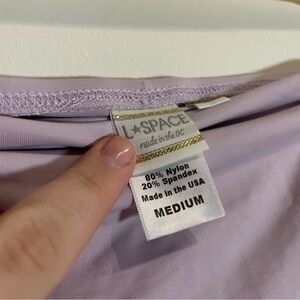 L★SPACE
made in the OC
80% Nylon
20% Spandex
Made in the USA
MEDIUM